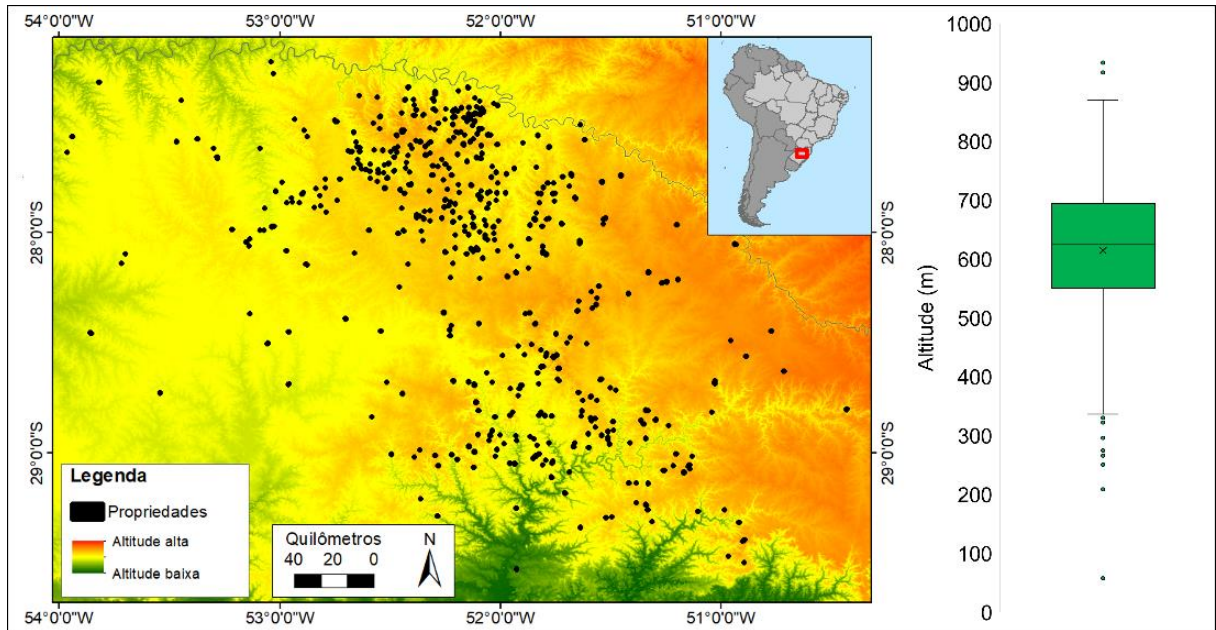 54°0'0"W
53°0'0"W
52°0'0"W
51°0'0"W
28°0'0"S
28°0'0"S
29°0'0"S
29°0'0"S
Legenda
Propriedades
Altitude alta
Altitude baixa
Quilômetros
40 20 0
N
54°0'0"W
53°0'0"W
52°0'0"W
51°0'0"W
Altitude (m)
1000
900
800
700
600
500
400
300
200
100
0